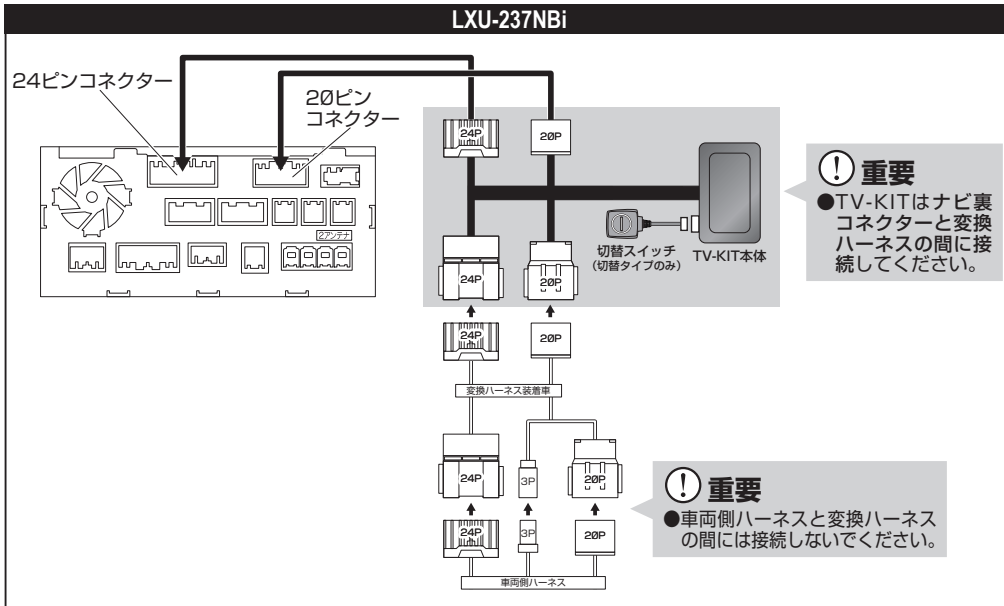 LXU-237NBi
24ピンコネクター
20ピン
コネクター
24P
20P
2アンテナ
切替スイッチ
(切替タイプのみ)
TV-KIT本体
重要
●TV-KITはナビ裏
コネクターと変換
ハーネスの間に接
続してください。
24P
20P
24P
20P
変換ハーネス装着車
24P
3P
20P
重要
●車両側ハーネスと変換ハーネス
の間には接続しないでください。
24P
3P
20P
車両側ハーネス